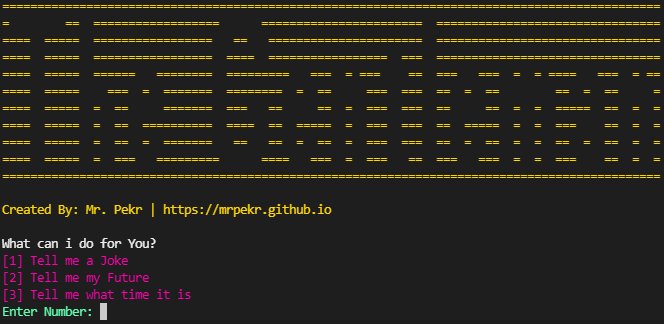 Created By: Mr. Pekr | https://mrpekr.github.io
What can i do for You?
[1] Tell me a Joke
[2] Tell me my Future
[3] Tell me what time it is
Enter Number: